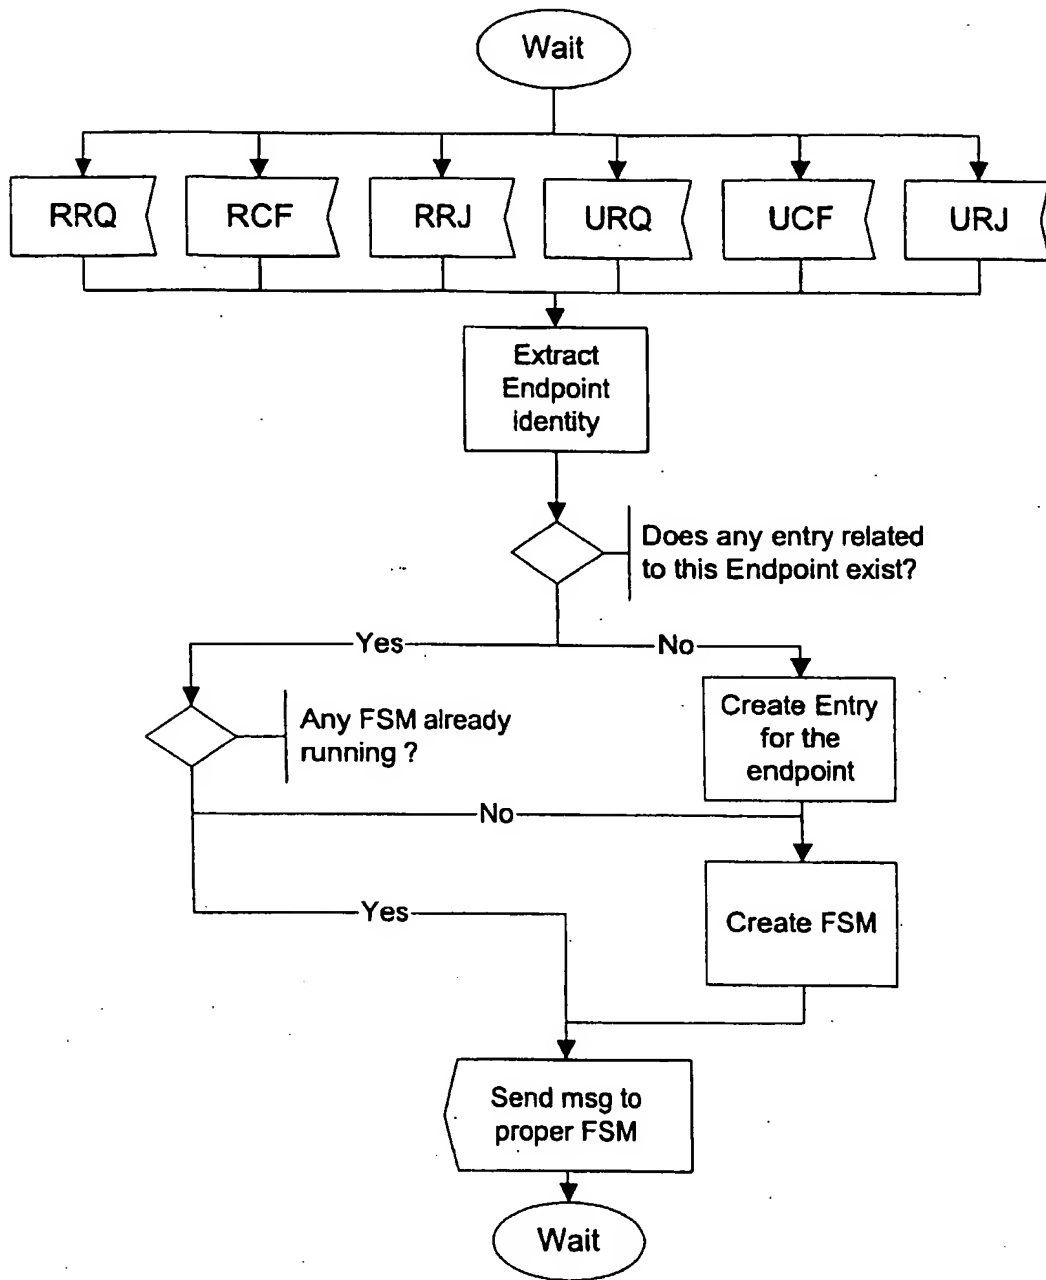 Wait
RRQ
RCF
RRJ
URQ
UCF
URJ
Extract
Endpoint
identity
Does any entry related
to this Endpoint exist?
Yes
No
Any FSM already
running ?
Create Entry
for the
endpoint
No
Yes
Create FSM
Send msg to
proper FSM
Wait